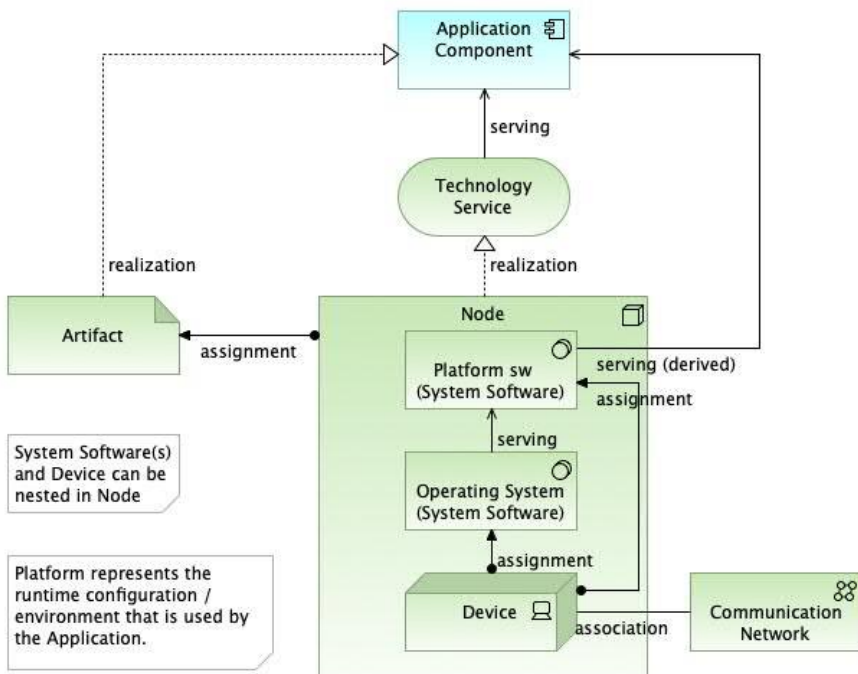 Application
Component
serving
Technology
Service
realization
realization
Artifact
assignment
Node
Platform sw
(System Software)
serving (derived)
assignment
serving
Operating System
(System Software)
assignment
Device
association
Communication
Network
System Software(s)
and Device can be
nested in Node
Platform represents the
runtime configuration /
environment that is used by
the Application.